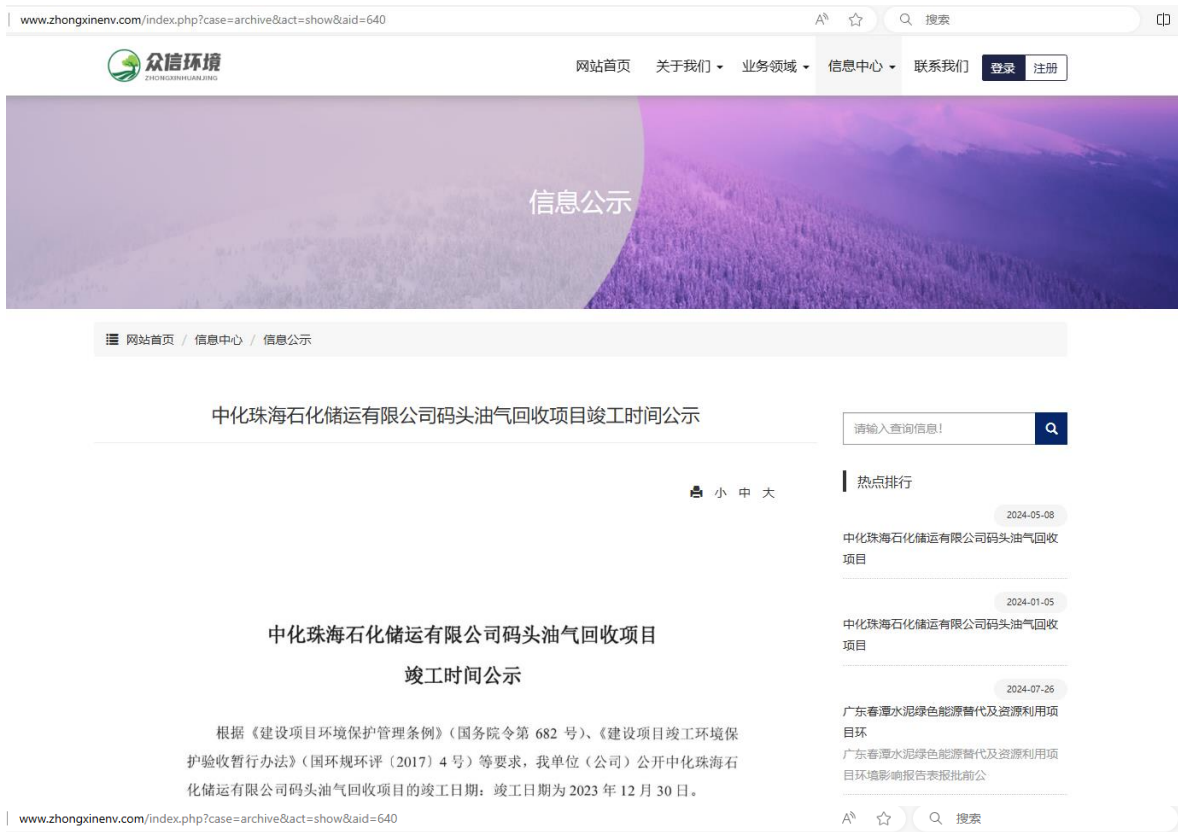 www.zhongxinenv.com/index.php?case=archive&act=show&aid=640
搜索
众信环境
ZHONGXINHUANJING
网站首页 关于我们 业务领域 信息中心 联系我们 登录 注册
信息公示
网站首页 / 信息中心 / 信息公示
中化珠海石化储运有限公司码头油气回收项目竣工时间公示
小 中 大
中化珠海石化储运有限公司码头油气回收项目
竣工时间公示
根据《建设项目环境保护管理条例》(国务院令第 682 号)、《建设项目竣工环境保
护验收暂行办法》(国环规环评〔2017〕4 号)等要求，我单位（公司）公开中化珠海石
化储运有限公司码头油气回收项目的竣工日期：竣工日期为 2023 年 12 月 30 日。
请输入查询信息！
热点排行
2024-05-08
中化珠海石化储运有限公司码头油气回收
项目
2024-01-05
中化珠海石化储运有限公司码头油气回收
项目
2024-07-26
广东春潭水泥绿色能源替代及资源利用项
目环
广东春潭水泥绿色能源替代及资源利用项
目环境影响报告表报批前公
www.zhongxinenv.com/index.php?case=archive&act=show&aid=640
搜索